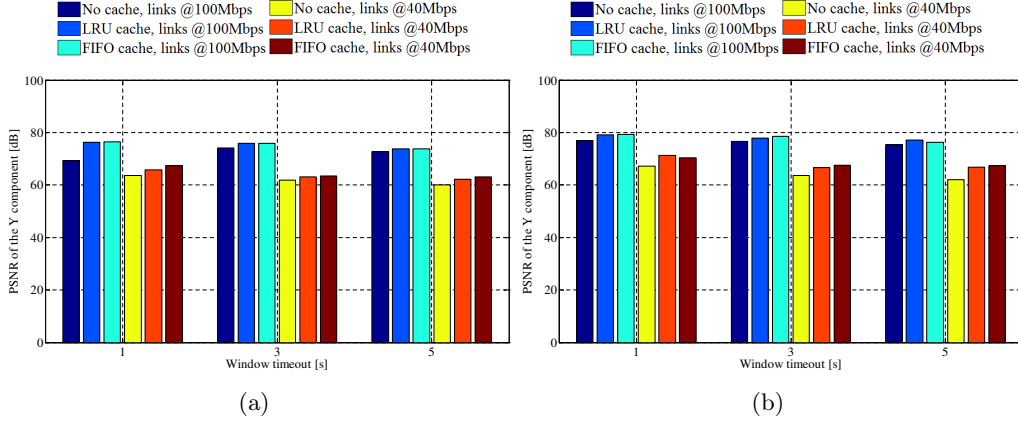 No cache, links @100Mbps No cache, links @40Mbps
LRU cache, links @100Mbps LRU cache, links @40Mbps
FIFO cache, links @100Mbps FIFO cache, links @40Mbps
100
80
60
40
20
0
PSNR of the Y component [dB]
1 3 5
Window timeout [s]
(a)
No cache, links @100Mbps No cache, links @40Mbps
LRU cache, links @100Mbps LRU cache, links @40Mbps
FIFO cache, links @100Mbps FIFO cache, links @40Mbps
100
80
60
40
20
0
PSNR of the Y component [dB]
1 3 5
Window timeout [s]
(b)